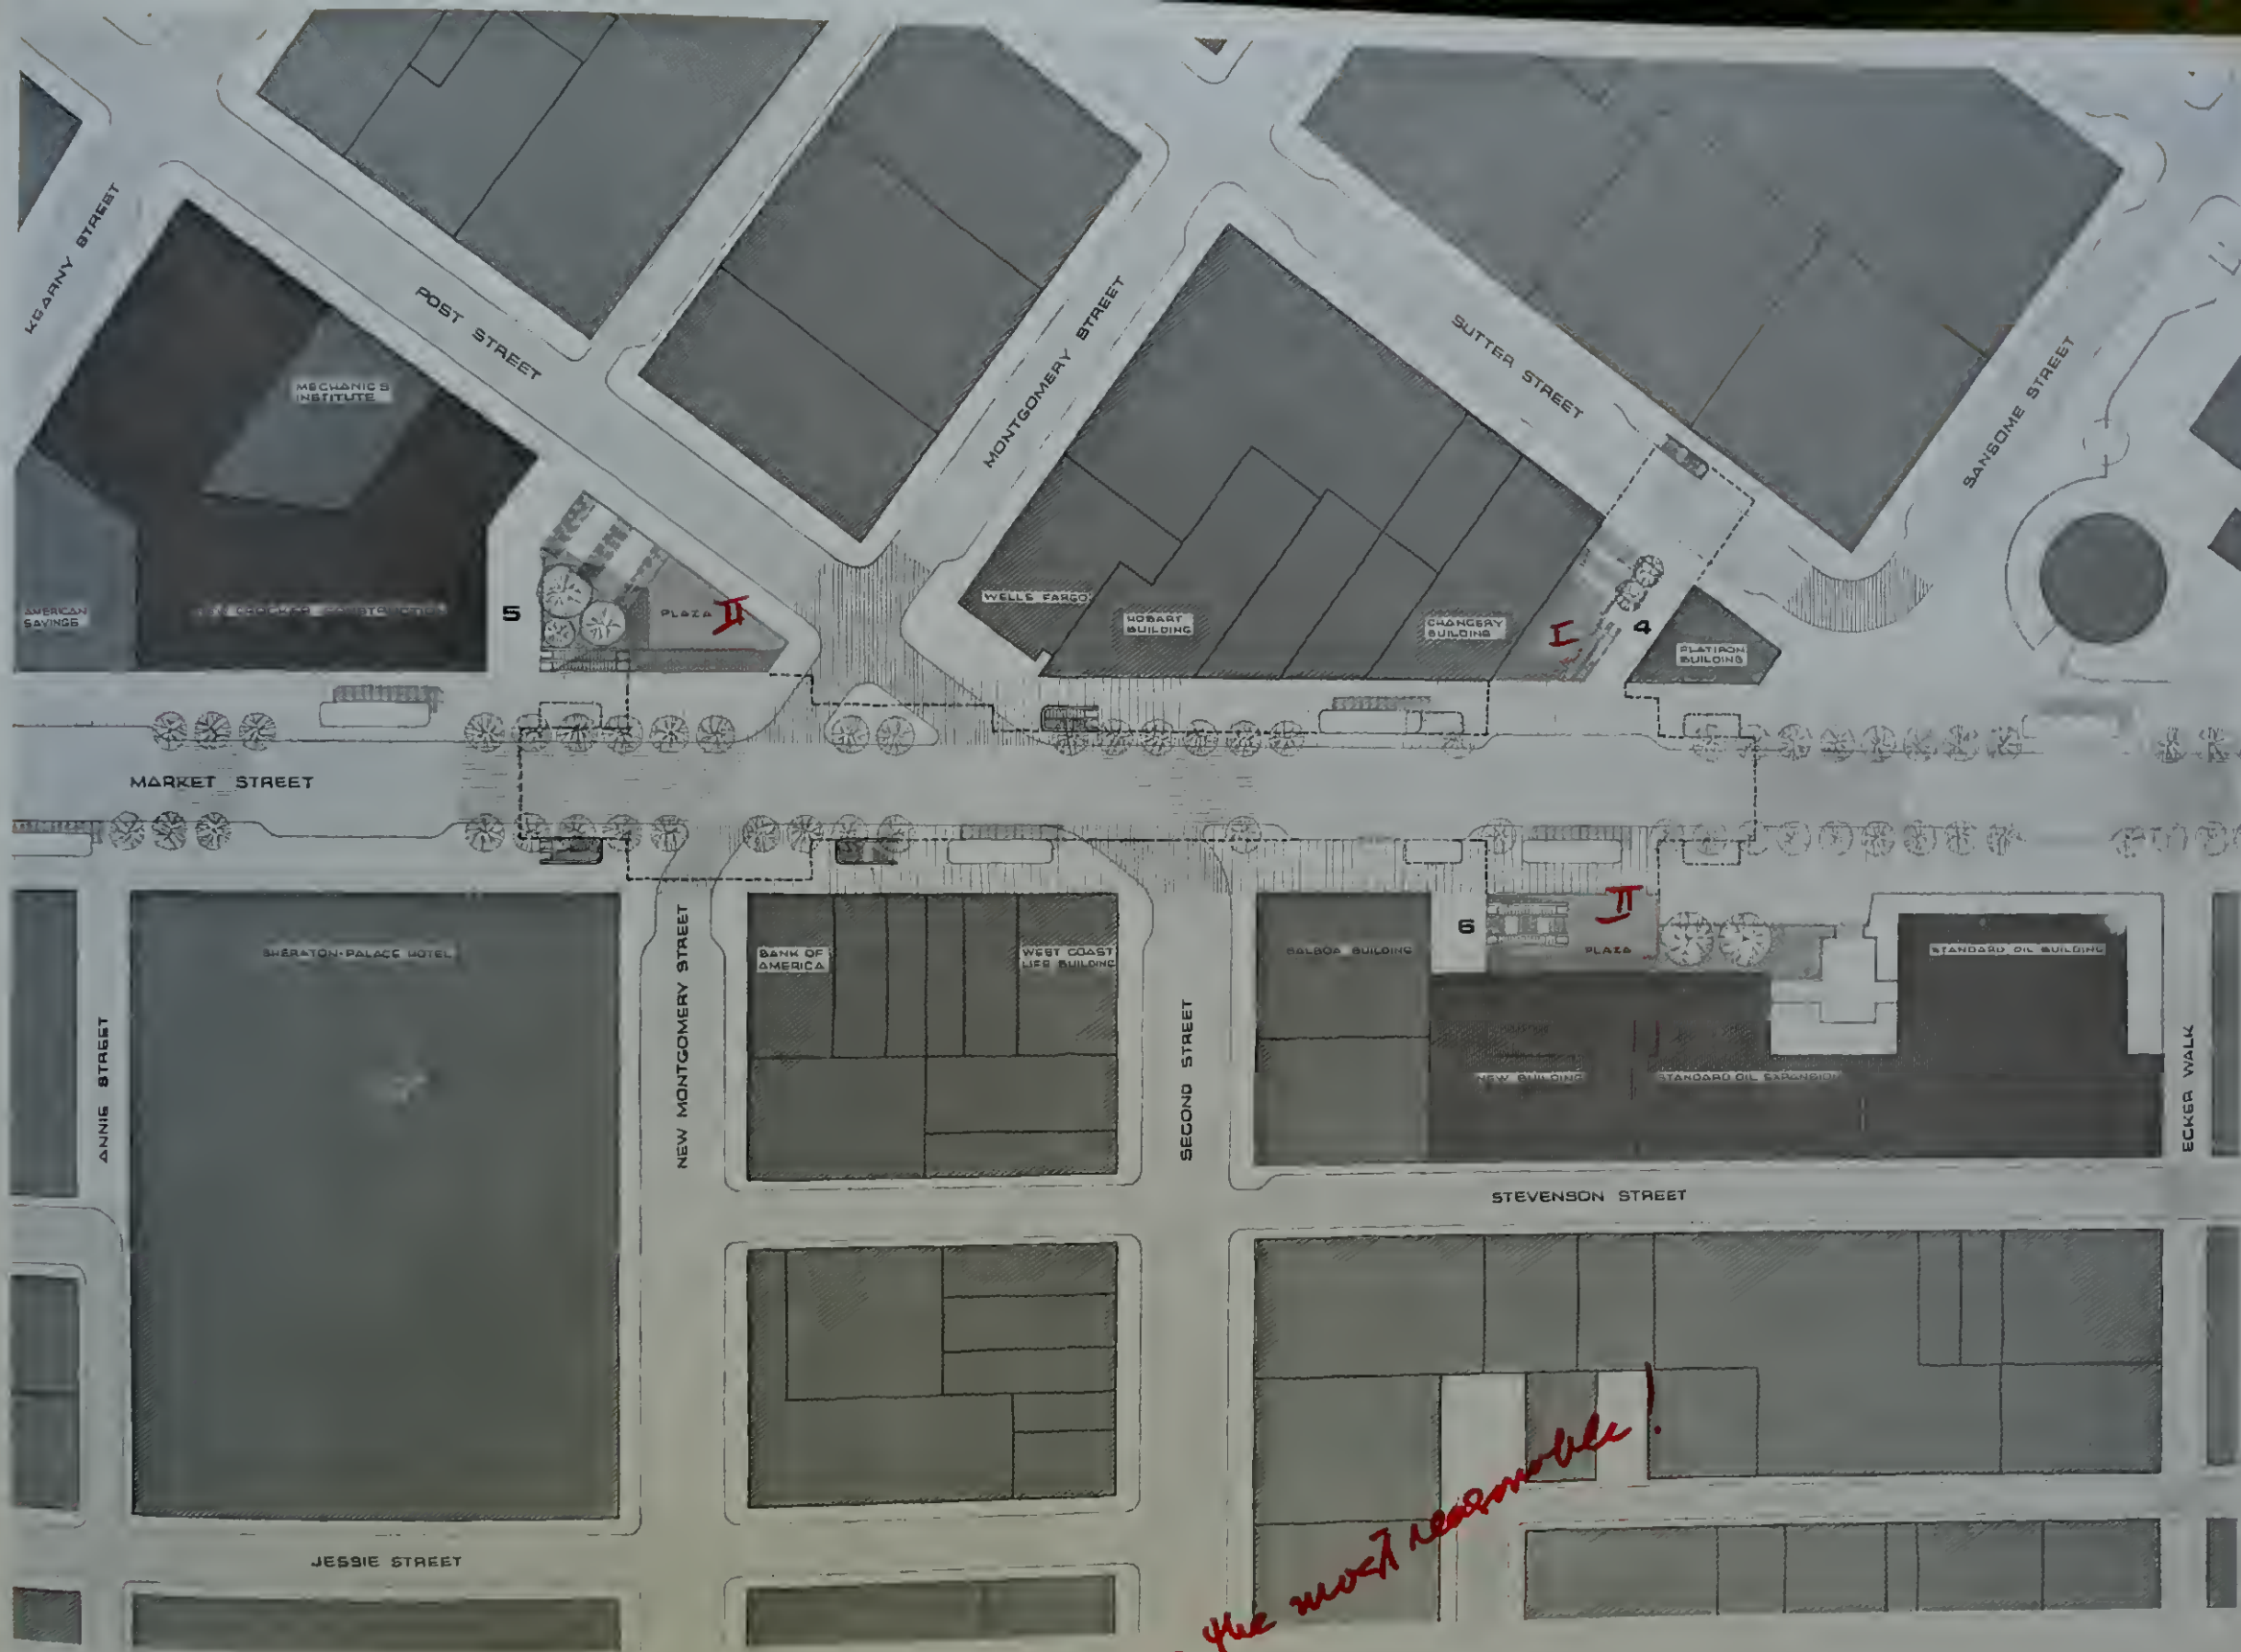 KEARNY STREET
POST STREET
MONTGOMERY STREET
SUTTER STREET
SANSOME STREET
MECHANICS
INSTITUTE
AMERICAN
SAVINGS
NEW CROCKER CONSTRUCTION
5
PLAZA II
WELLS FARGO
HOBART
BUILDING
CHANCERY
BUILDING
I
4
FLATIRON
BUILDING
MARKET STREET
SHERATON-PALACE HOTEL
BANK OF
AMERICA
WEST COAST
LIFE BUILDING
BALBOA BUILDING
6
II
PLAZA
STANDARD OIL BUILDING
NEW BUILDING
STANDARD OIL EXPANSION
ANNIE STREET
NEW MONTGOMERY STREET
SECOND STREET
ECKER WALK
STEVENSON STREET
JESSIE STREET
the most reasonable!